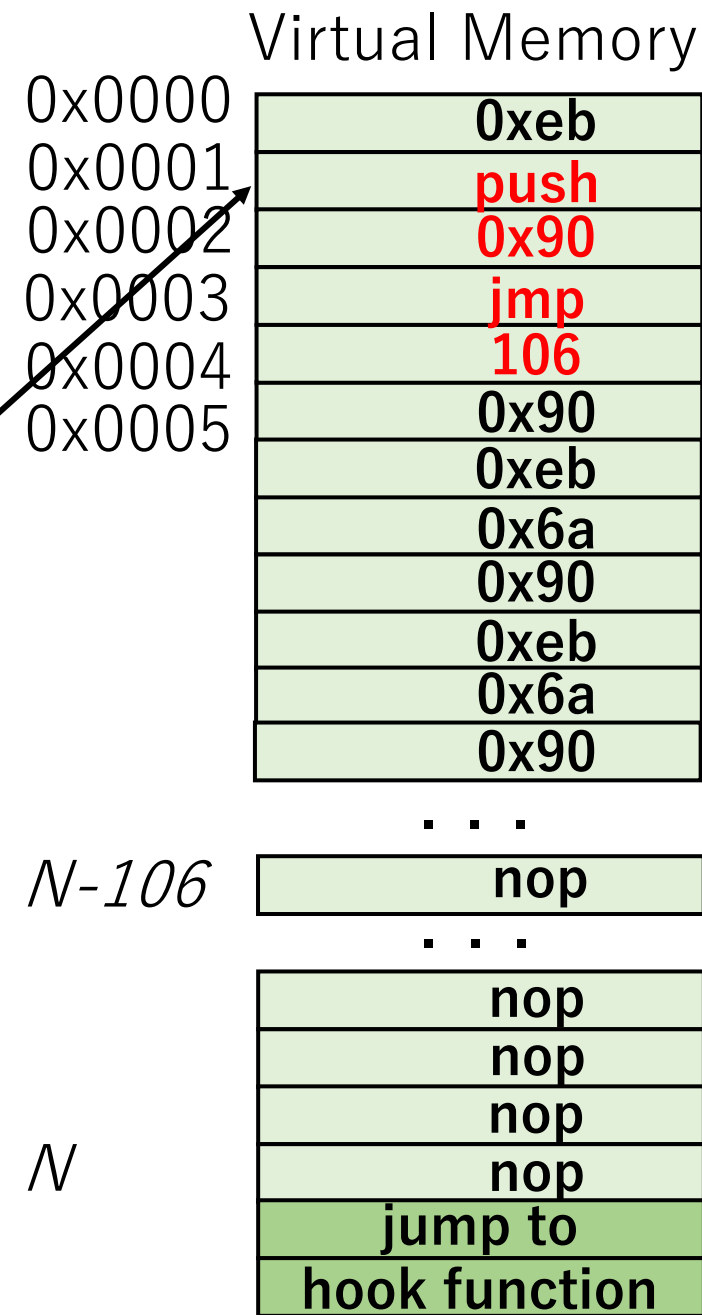 Virtual Memory
0x0000 0xeb
0x0001 push
0x0002 0x90
0x0003 jmp
0x0004 106
0x0005 0x90
0xeb
0x6a
0x90
0xeb
0x6a
0x90
. . .
N-106 nop
. . .
nop
nop
nop
N nop
jump to
hook function